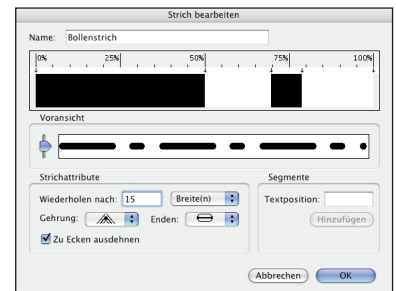 Strich bearbeiten
Name: Bollenstrich
0% 25% 50% 75% 100%
Voransicht
Strichattribute
Segmente
Wiederholen nach: 15 Breite(n)
Textposition:
Gehrung: Enden:
Hinzufügen
Zu Ecken ausdehnen
Abbrechen OK